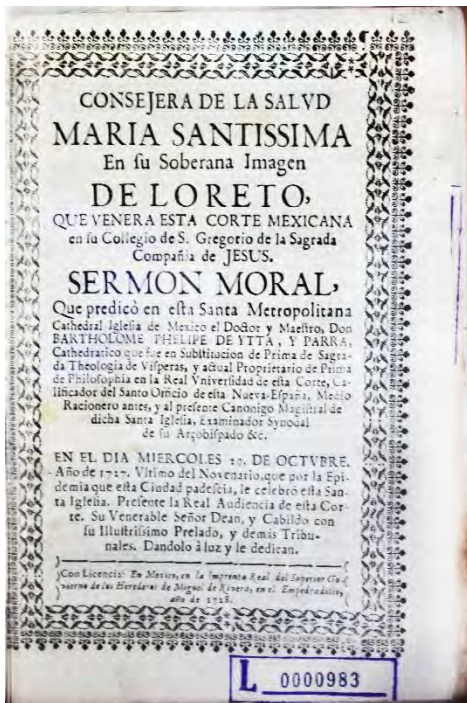 CONSEJERA DE LA SALVD
MARIA SANTISSIMA
En ſu Soberana Imagen
DE LORETO,
QUE VENERA ESTA CORTE MEXICANA
en ſu Collegio de S. Gregorio de la Sagrada
Compañia de JESUS.
SERMON MORAL,
Que predicò en eſta Santa Metropolitana
Cathedral Igleſia de Mexico el Doctor y Maeſtro, Don
BARTHOLOME PHELIPE DE YTTA, Y PARRA,
Cathedratico que fue en Subſtitucion de Prima de Sagra-
da Theologia de Viſperas, y actual Proprietario de Prima
de Philoſophia en la Real Vniverſidad de eſta Corte, Ca-
lificador del Santo Officio de eſta Nueva-Eſpaña, Medio
Racionero antes, y al preſente Canonigo Magiſtral de
dicha Santa Igleſia, Examinador Synodal
de ſu Arçobiſpado &c.
EN EL DIA MIERCOLES DE OCTVBRE.
Año de 1727. Vltimo del Novenario, que por la Epi-
demia que eſta Ciudad padeſcia, le celebrò eſta San-
ta Igleſia. Preſente la Real Audiencia de eſta Cor-
te. Su Venerable Señor Dean, y Cabildo con
ſu Illuſtriſsimo Prelado, y demas Tribu-
nales. Dandolo à luz y le dedican.
Con Licencia: En Mexico, en la Imprenta Real del Superior Go-
vierno de los Herederos de Miguel de Rivera, en el Empedradillo,
año de 1728.
L 0000983